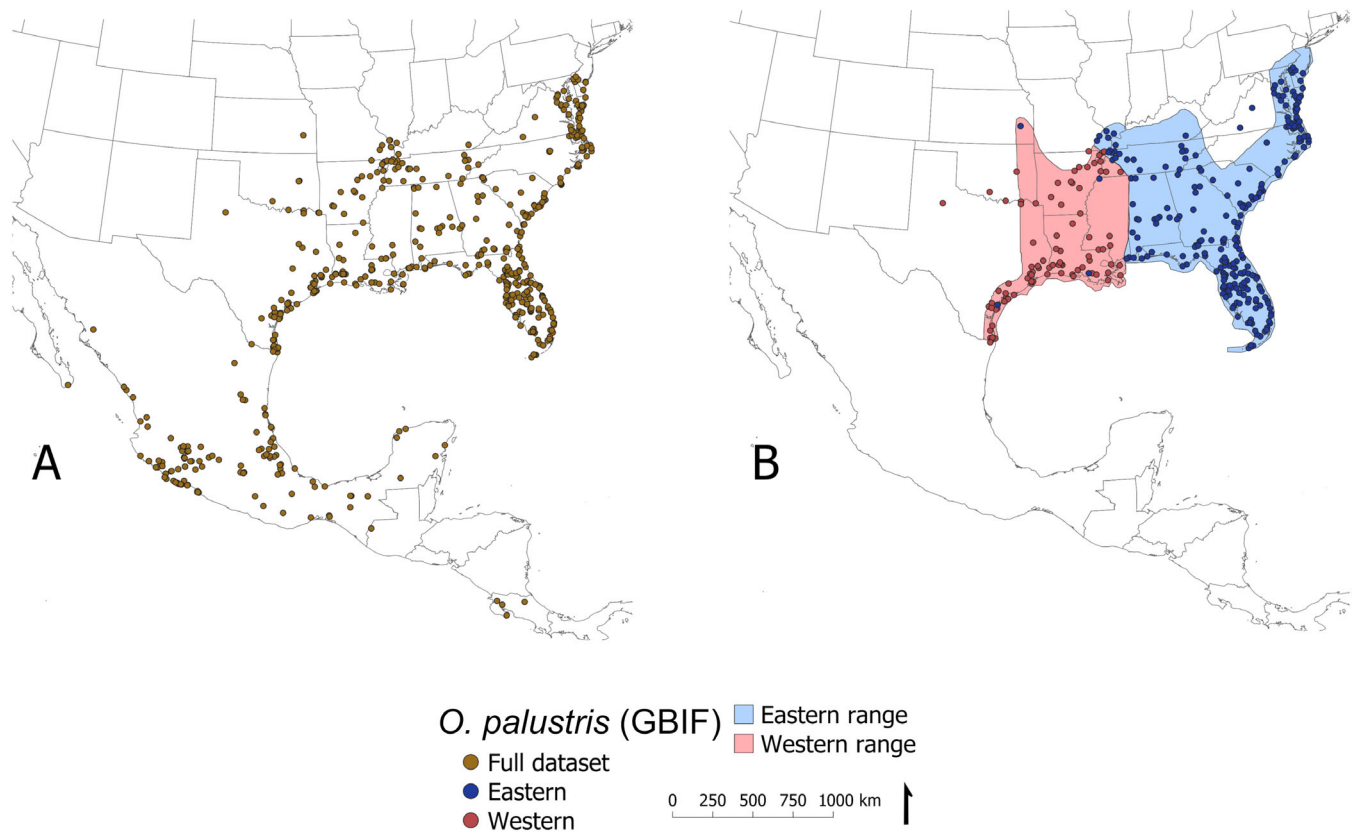 A
B
O. palustris (GBIF)
Full dataset
Eastern
Western
Eastern range
Western range
0 250 500 750 1000 km